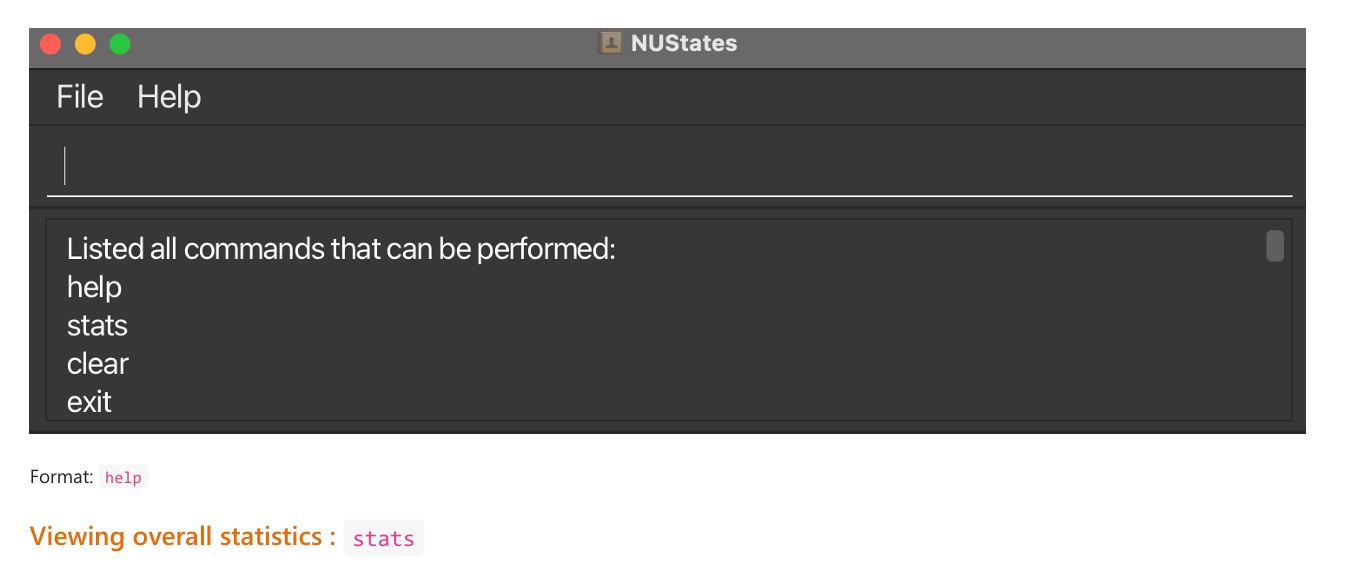 NUStates
File Help
Listed all commands that can be performed:
help
stats
clear
exit
Format: help
Viewing overall statistics : stats